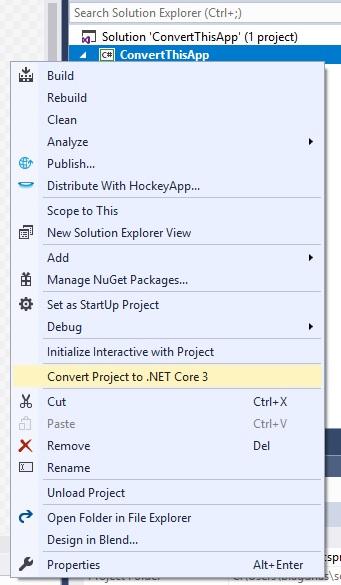 Search Solution Explorer (Ctrl+;)
Solution 'ConvertThisApp' (1 project)
C# ConvertThisApp
Build
Rebuild
Clean
Analyze
Publish...
Distribute With HockeyApp...
Scope to This
New Solution Explorer View
Add
Manage NuGet Packages...
Set as StartUp Project
Debug
Initialize Interactive with Project
Convert Project to .NET Core 3
Cut Ctrl+X
Paste Ctrl+V
Remove Del
Rename
Unload Project
Open Folder in File Explorer
Design in Blend...
Properties Alt+Enter